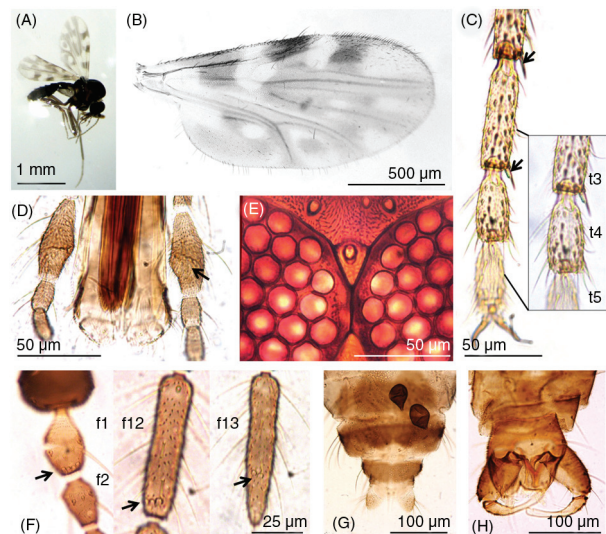 (A)
1 mm
(B)
500 µm
(C)
t3
t4
t5
50 µm
(D)
50 µm
(E)
50 µm
(F)
f1
f2
f12
f13
25 µm
(G)
100 µm
(H)
100 µm